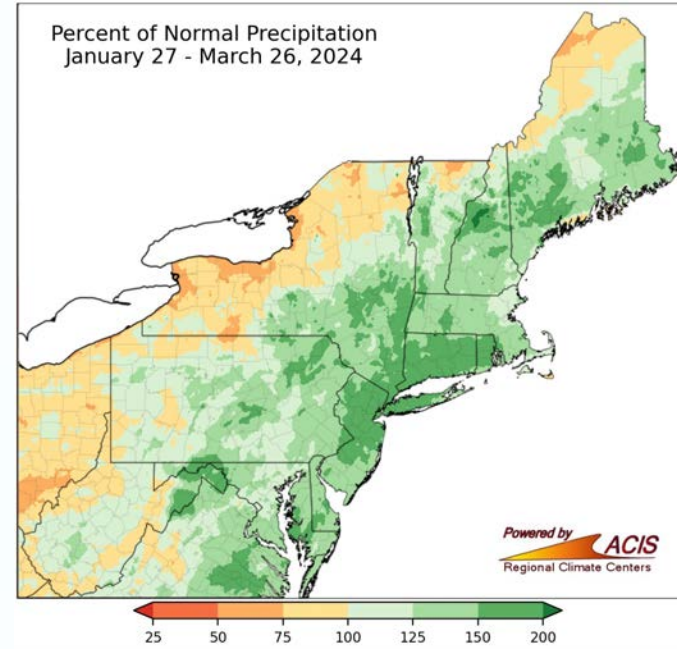 Percent of Normal Precipitation
January 27 - March 26, 2024
Powered by
ACIS
Regional Climate Centers
25 50 75 100 125 150 200